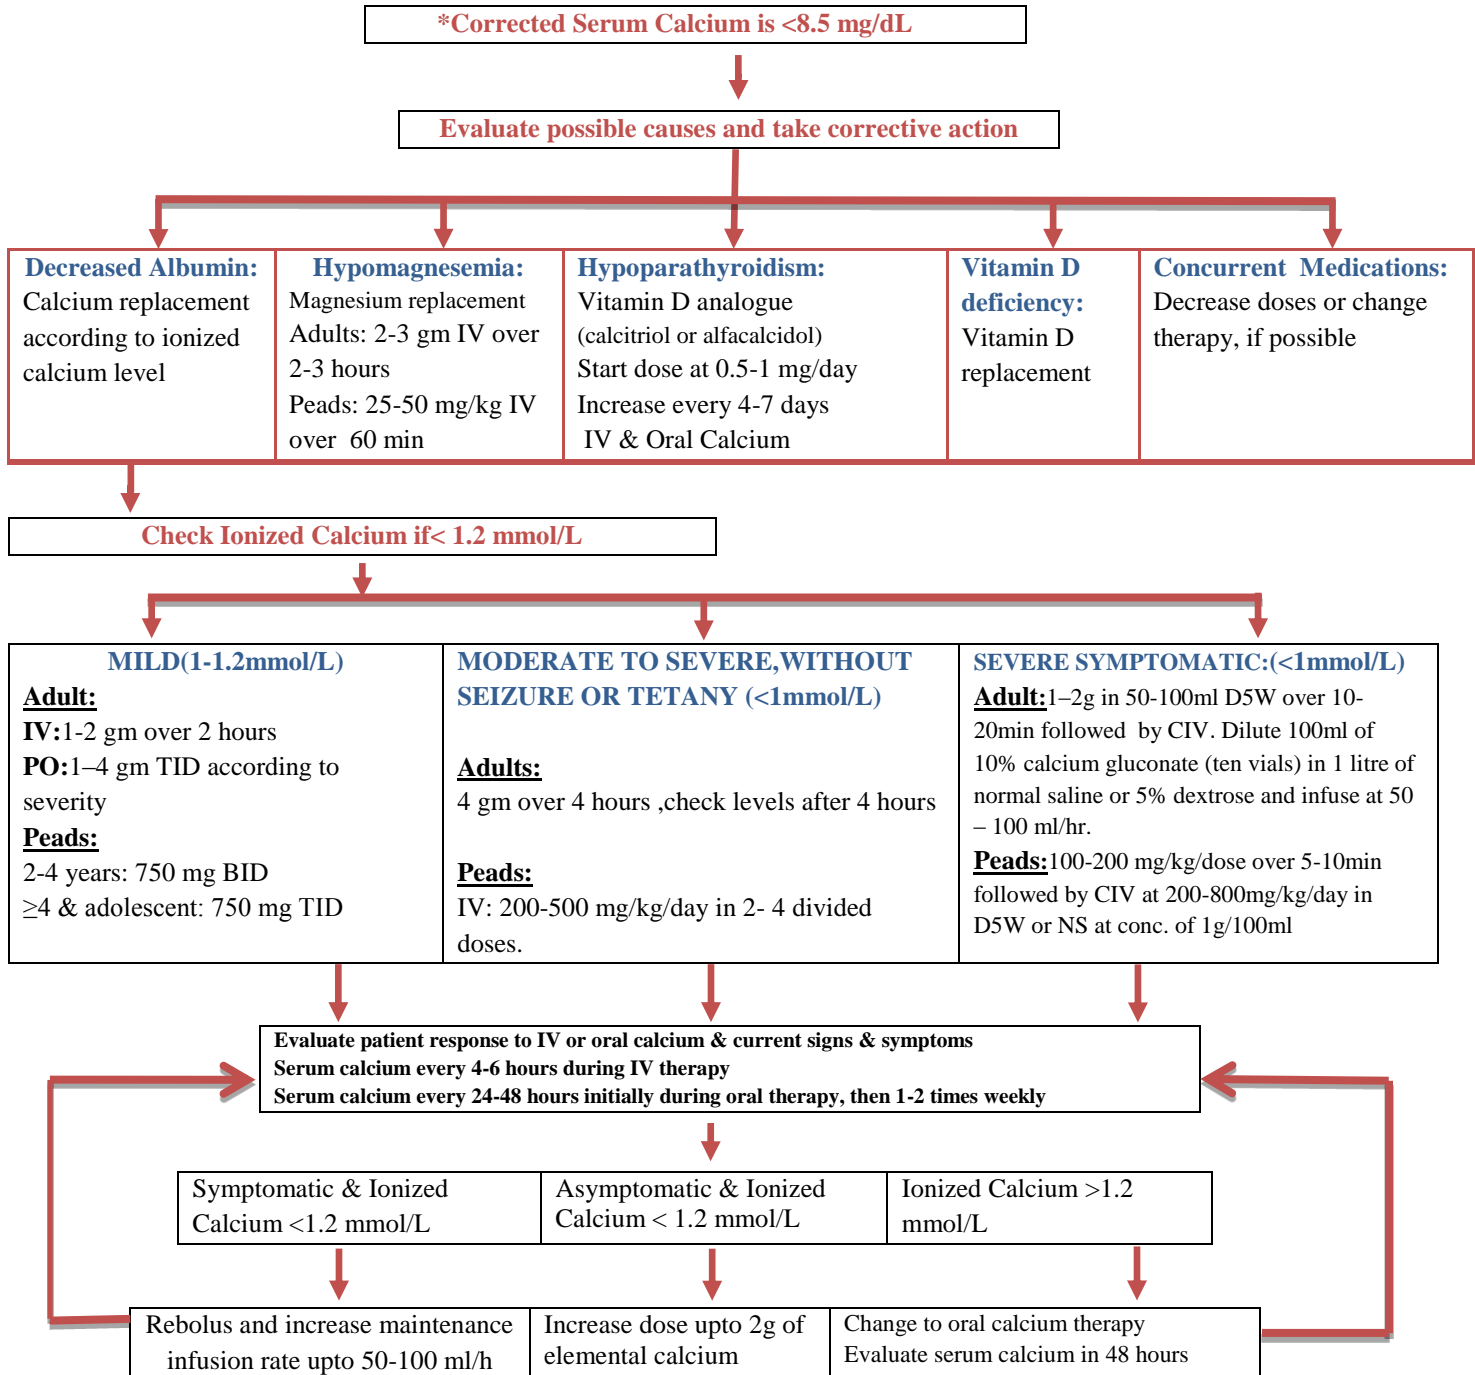 *Corrected Serum Calcium is <8.5 mg/dL
Evaluate possible causes and take corrective action
Decreased Albumin:
Calcium replacement
according to ionized
calcium level
Hypomagnesemia:
Magnesium replacement
Adults: 2-3 gm IV over
2-3 hours
Peads: 25-50 mg/kg IV
over 60 min
Hypoparathyroidism:
Vitamin D analogue
(calcitriol or alfacalcidol)
Start dose at 0.5-1 mg/day
Increase every 4-7 days
IV & Oral Calcium
Vitamin D
deficiency:
Vitamin D
replacement
Concurrent Medications:
Decrease doses or change
therapy, if possible
Check Ionized Calcium if< 1.2 mmol/L
MILD(1-1.2mmol/L)
Adult:
IV:1-2 gm over 2 hours
PO:1–4 gm TID according to
severity
Peads:
2-4 years: 750 mg BID
≥4 & adolescent: 750 mg TID
MODERATE TO SEVERE,WITHOUT
SEIZURE OR TETANY (<1mmol/L)
Adults:
4 gm over 4 hours ,check levels after 4 hours
Peads:
IV: 200-500 mg/kg/day in 2- 4 divided
doses.
SEVERE SYMPTOMATIC:(<1mmol/L)
Adult:1–2g in 50-100ml D5W over 10-
20min followed by CIV. Dilute 100ml of
10% calcium gluconate (ten vials) in 1 litre of
normal saline or 5% dextrose and infuse at 50
– 100 ml/hr.
Peads:100-200 mg/kg/dose over 5-10min
followed by CIV at 200-800mg/kg/day in
D5W or NS at conc. of 1g/100ml
Evaluate patient response to IV or oral calcium & current signs & symptoms
Serum calcium every 4-6 hours during IV therapy
Serum calcium every 24-48 hours initially during oral therapy, then 1-2 times weekly
Symptomatic & Ionized
Calcium <1.2 mmol/L
Asymptomatic & Ionized
Calcium < 1.2 mmol/L
Ionized Calcium >1.2
mmol/L
Rebolus and increase maintenance
infusion rate upto 50-100 ml/h
Increase dose upto 2g of
elemental calcium
Change to oral calcium therapy
Evaluate serum calcium in 48 hours